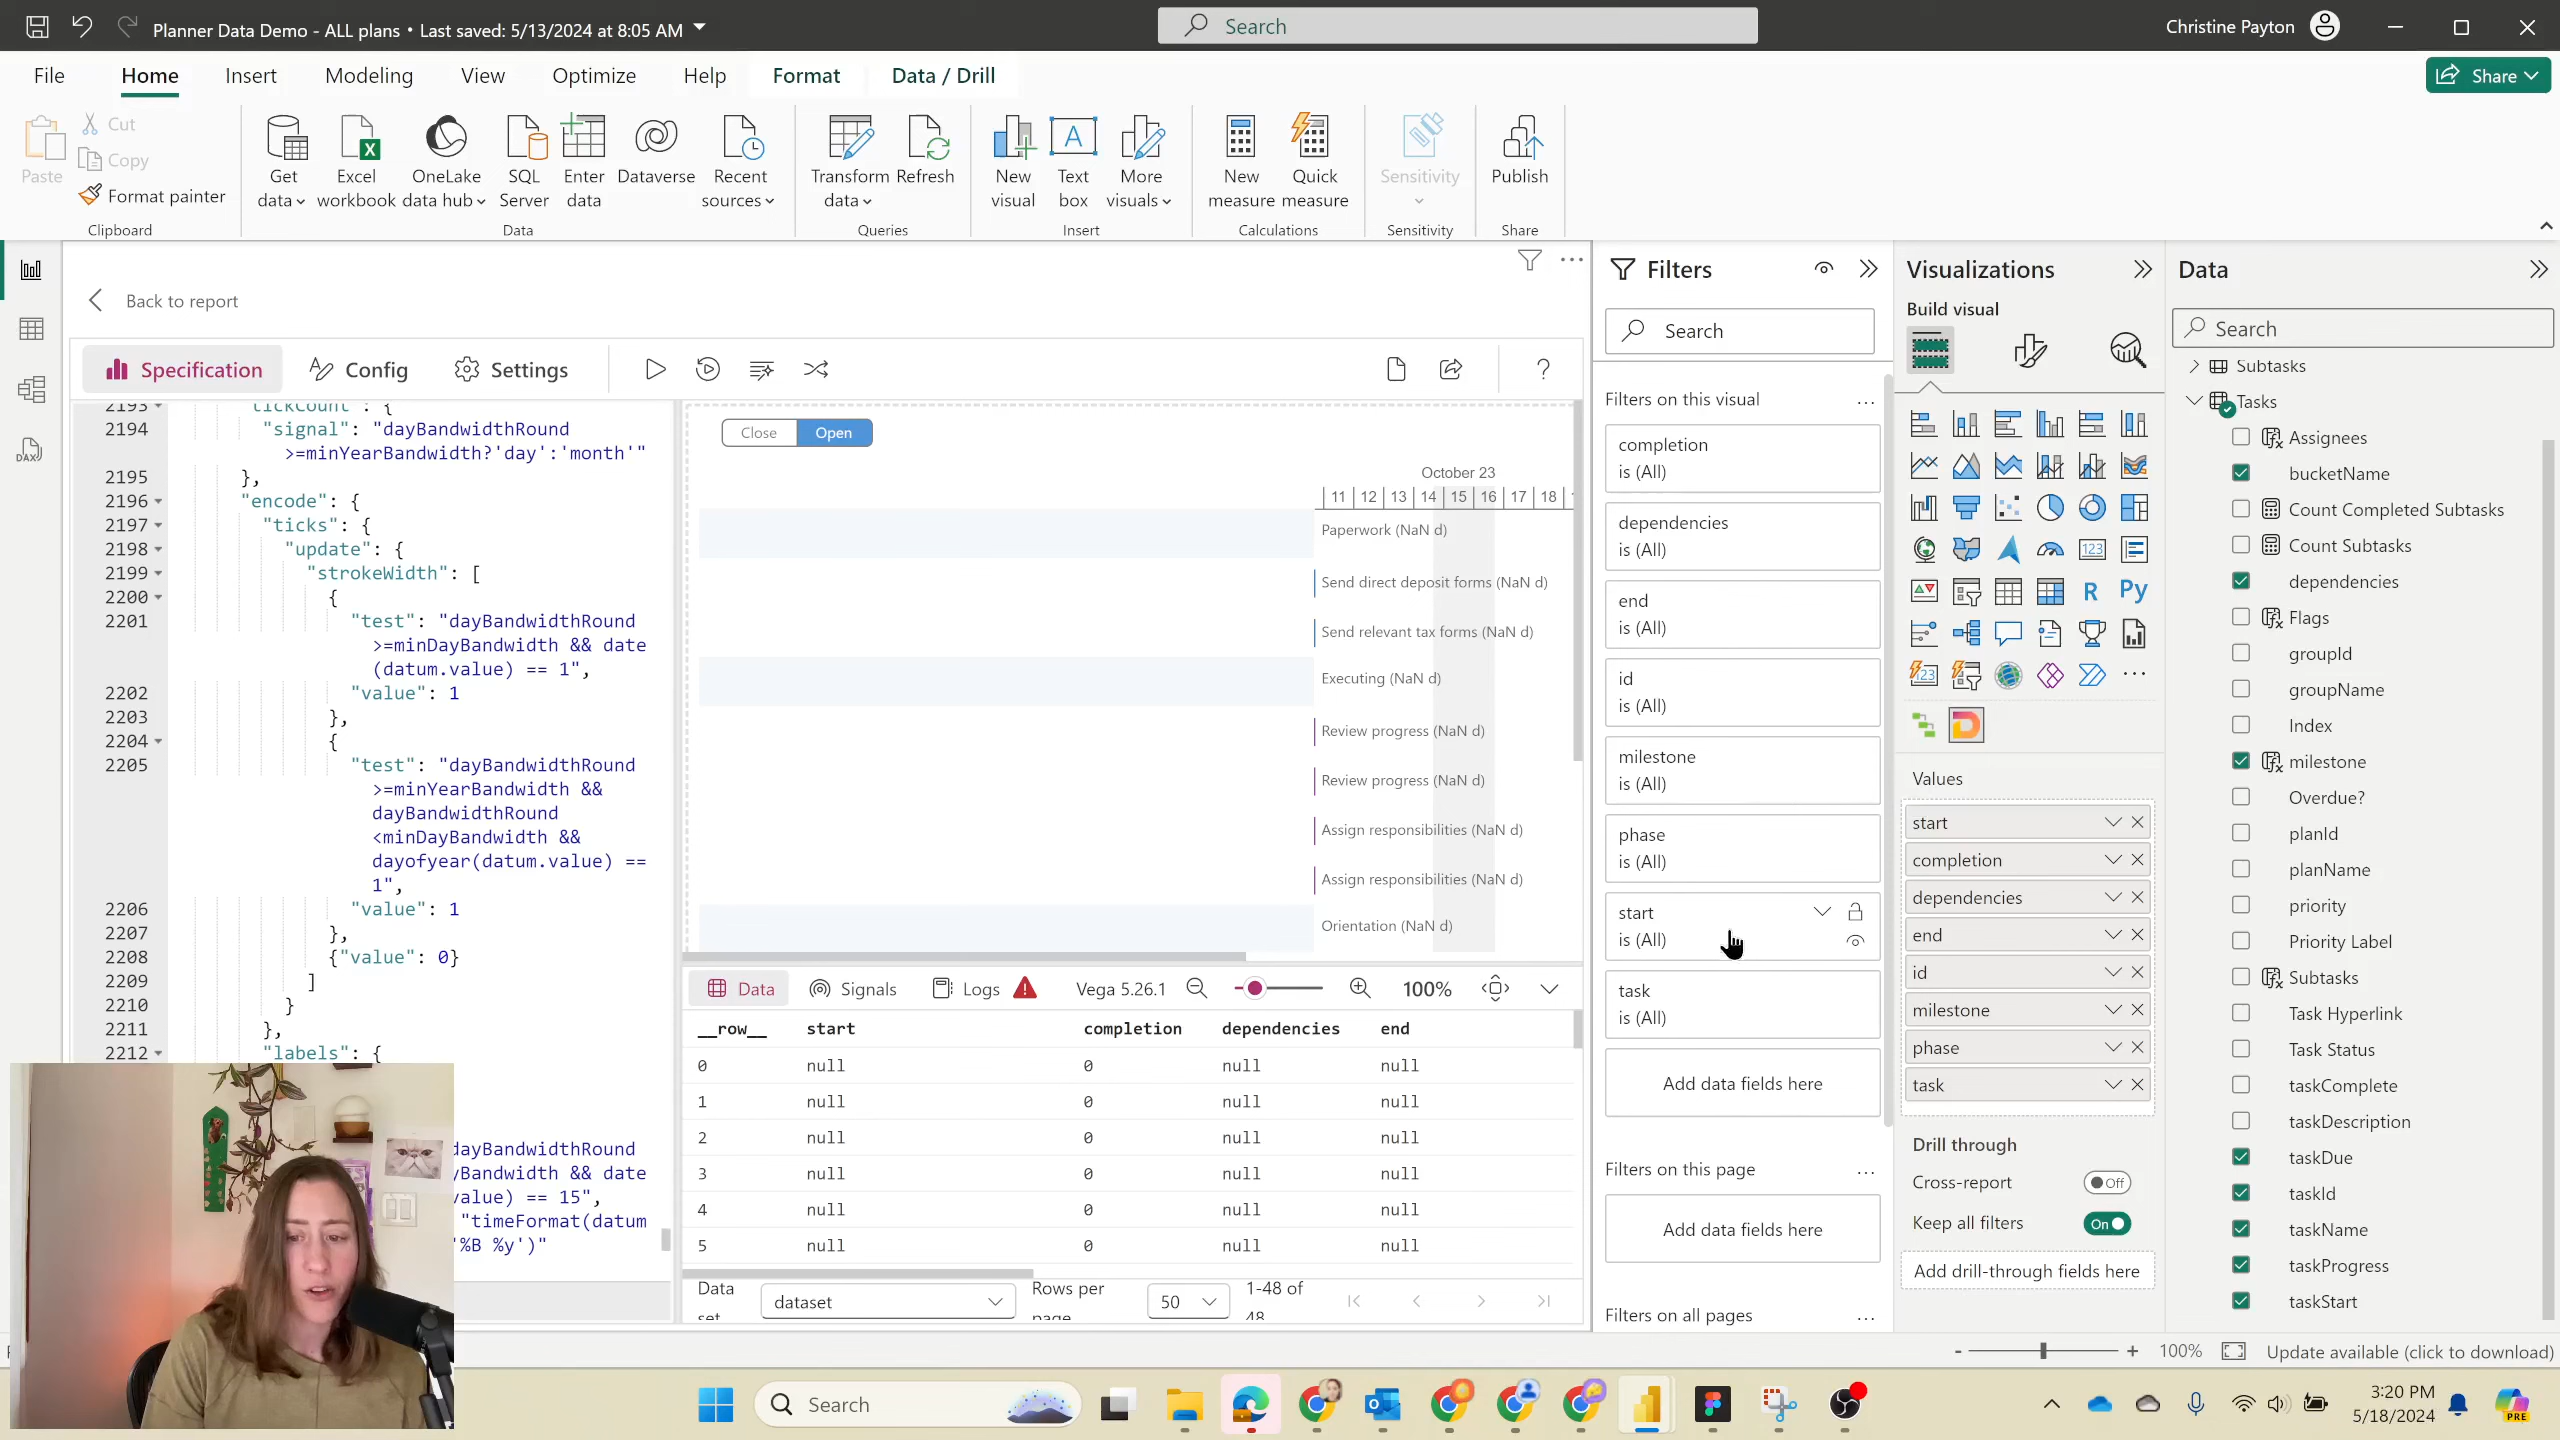 Planner Data Demo - ALL plans • Last saved: 5/13/2024 at 8:05 AM
Search
Christine Payton
File
Home
Insert
Modeling
View
Optimize
Help
Format
Data / Drill
Share
Paste
Cut
Copy
Format painter
Clipboard
Get data
Excel workbook
OneLake data hub
SQL Server
Enter data
Dataverse
Recent sources
Data
Transform data
Refresh
Queries
New visual
Text box
More visuals
Insert
New measure
Quick measure
Calculations
Sensitivity
Sensitivity
Publish
Share
Back to report
Specification
Config
Settings
2193 "tickCount": {
2194 "signal": "dayBandwidthRound
>=minYearBandwidth?'day':'month'"
2195 },
2196 "encode": {
2197 "ticks": {
2198 "update": {
2199 "strokeWidth": [
2200 {
2201 "test": "dayBandwidthRound
>=minDayBandwidth && date
(datum.value) == 1",
2202 "value": 1
2203 },
2204 {
2205 "test": "dayBandwidthRound
>=minYearBandwidth &&
dayBandwidthRound
<minDayBandwidth &&
dayofyear(datum.value) ==
1",
2206 "value": 1
2207 },
2208 {"value": 0}
2209 ]
2210 }
2211 },
2212 "labels": {
dayBandwidthRound
yBandwidth && date
value) == 15",
"timeFormat(datum
'%B %y')"
Close
Open
October 23
11 12 13 14 15 16 17 18
Paperwork (NaN d)
Send direct deposit forms (NaN d)
Send relevant tax forms (NaN d)
Executing (NaN d)
Review progress (NaN d)
Review progress (NaN d)
Assign responsibilities (NaN d)
Assign responsibilities (NaN d)
Orientation (NaN d)
Data
Signals
Logs
Vega 5.26.1
100%
__row__ start completion dependencies end
0 null 0 null null
1 null 0 null null
2 null 0 null null
3 null 0 null null
4 null 0 null null
5 null 0 null null
Data set
dataset
Rows per page
50
1-48 of 48
Filters
Search
Filters on this visual
completion
is (All)
dependencies
is (All)
end
is (All)
id
is (All)
milestone
is (All)
phase
is (All)
start
is (All)
task
is (All)
Add data fields here
Filters on this page
Add data fields here
Filters on all pages
Visualizations
Build visual
R
Py
123
123
Values
start
completion
dependencies
end
id
milestone
phase
task
Drill through
Cross-report
Off
Keep all filters
On
Add drill-through fields here
Data
Search
Subtasks
Tasks
Assignees
bucketName
Count Completed Subtasks
Count Subtasks
dependencies
Flags
groupId
groupName
Index
milestone
Overdue?
planId
planName
priority
Priority Label
Subtasks
Task Hyperlink
Task Status
taskComplete
taskDescription
taskDue
taskId
taskName
taskProgress
taskStart
100%
Update available (click to download)
Search
3:20 PM
5/18/2024
PRE
DAX